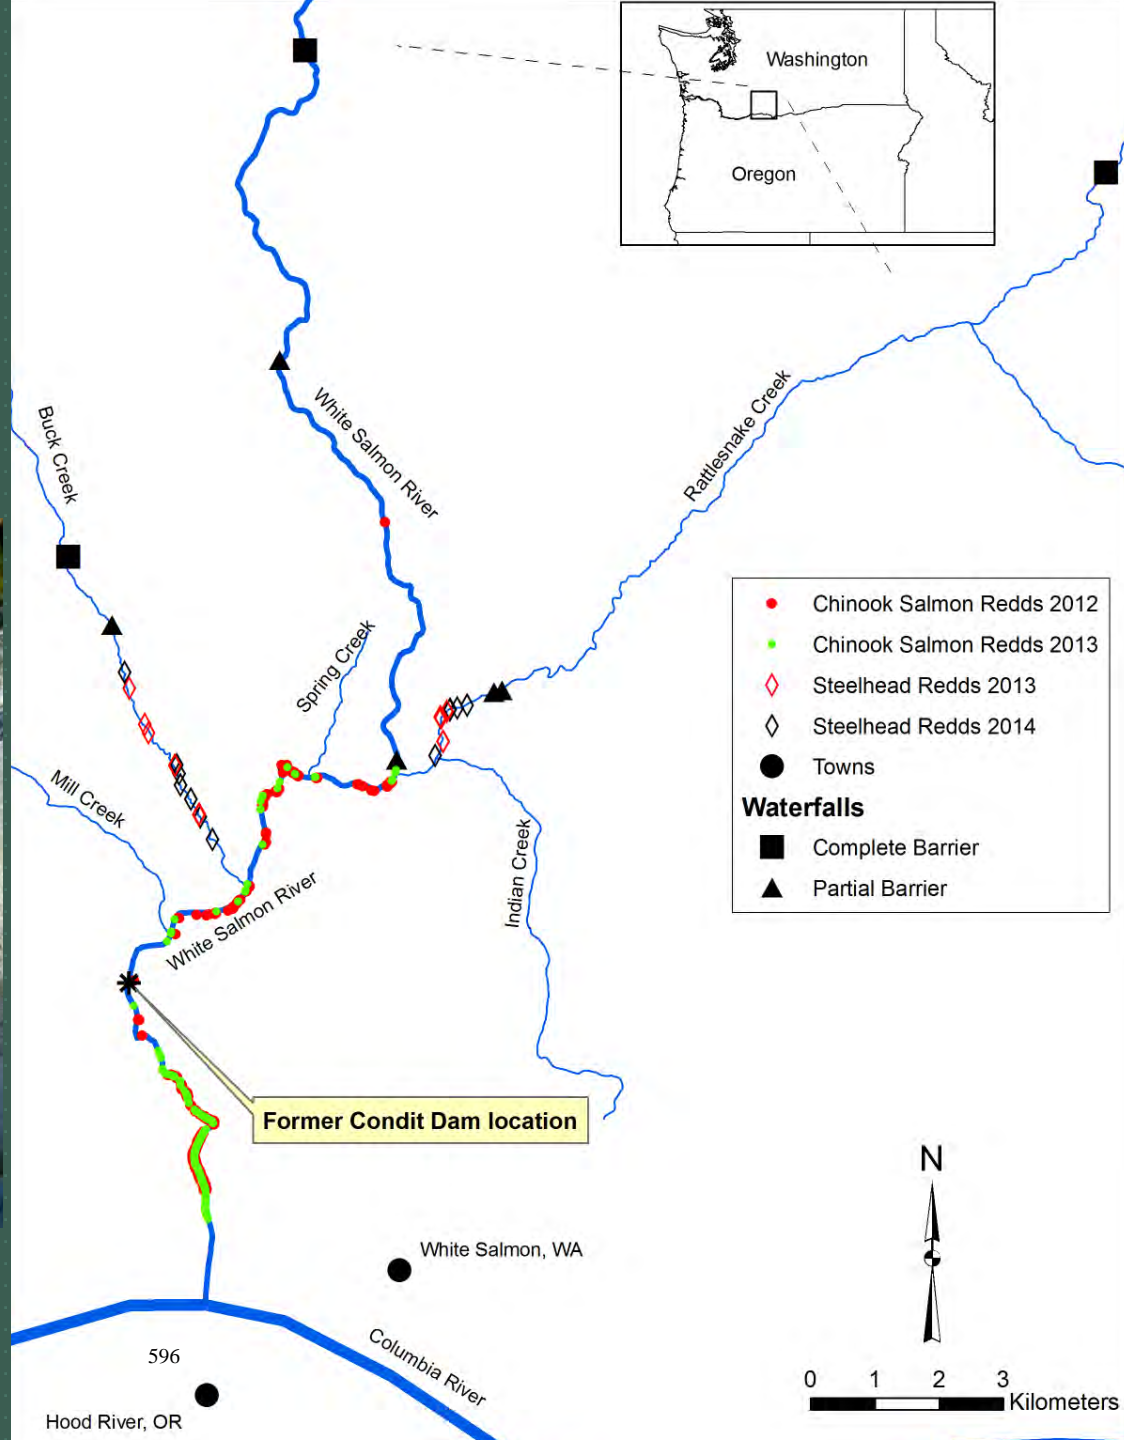 Washington
Oregon
White Salmon River
Buck Creek
Rattlesnake Creek
Spring Creek
Mill Creek
Indian Creek
White Salmon River
Chinook Salmon Redds 2012
Chinook Salmon Redds 2013
Steelhead Redds 2013
Steelhead Redds 2014
Towns
Waterfalls
Complete Barrier
Partial Barrier
Former Condit Dam location
N
White Salmon, WA
Columbia River
596
Hood River, OR
0 1 2 3
Kilometers